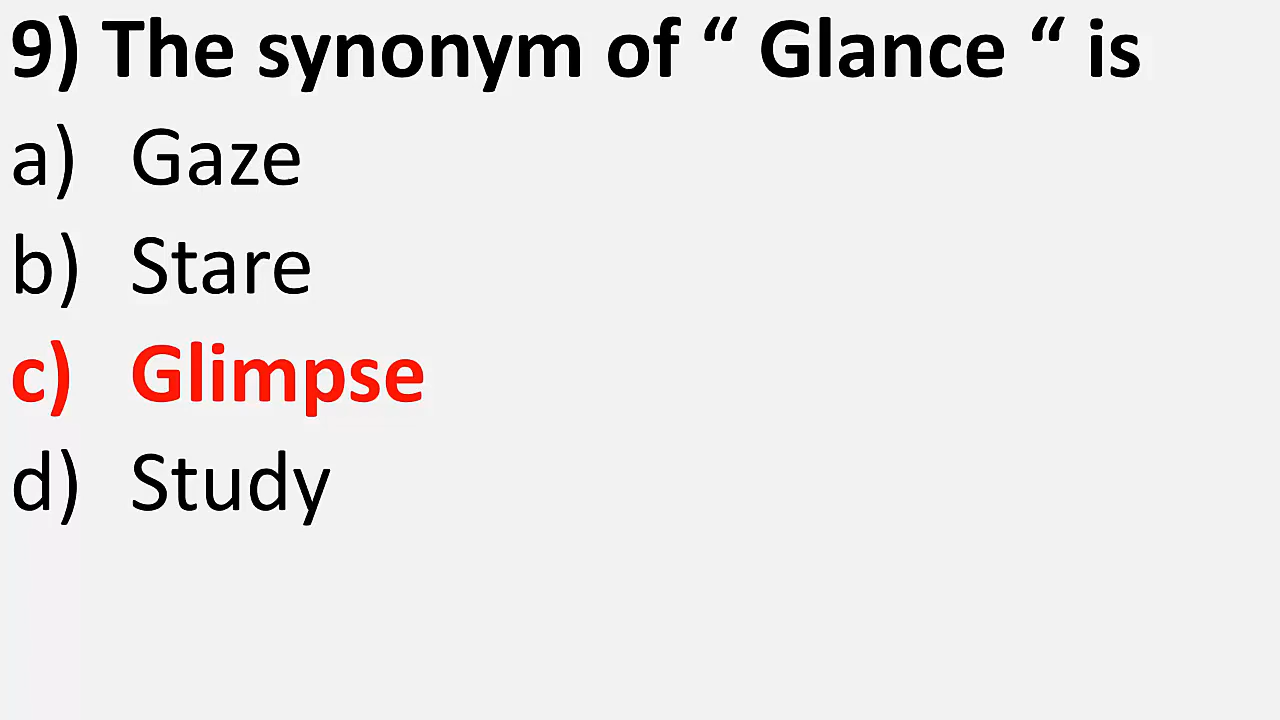 9) The synonym of “ Glance “ is
a) Gaze
b) Stare
c) Glimpse
d) Study